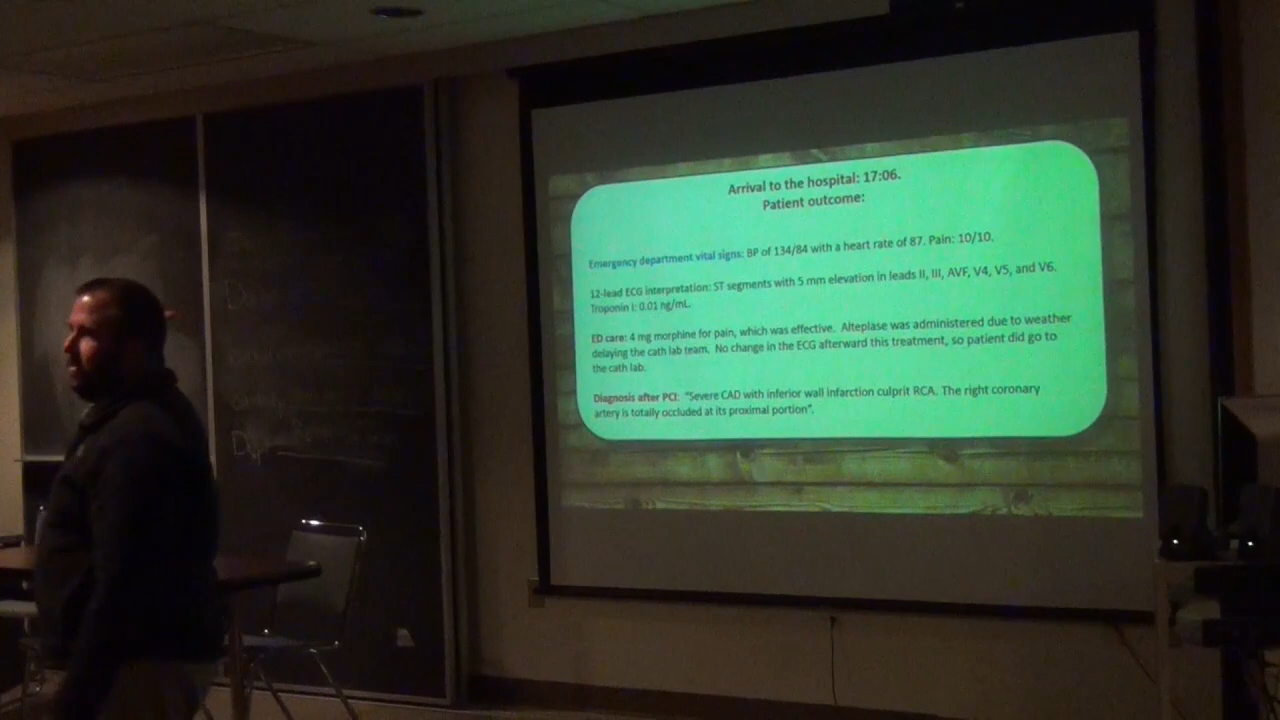 Arrival to the hospital: 17:06.
Patient outcome:
Emergency department vital signs: BP of 134/84 with a heart rate of 87. Pain: 10/10.
12-lead ECG interpretation: ST segments with 5 mm elevation in leads II, III, AVF, V4, V5, and V6.
Troponin I: 0.01 ng/mL.
ED care: 4 mg morphine for pain, which was effective. Alteplase was administered due to weather
delaying the cath lab team. No change in the ECG afterward this treatment, so patient did go to
the cath lab.
Diagnosis after PCI: "Severe CAD with inferior wall infarction culprit RCA. The right coronary
artery is totally occluded at its proximal portion".